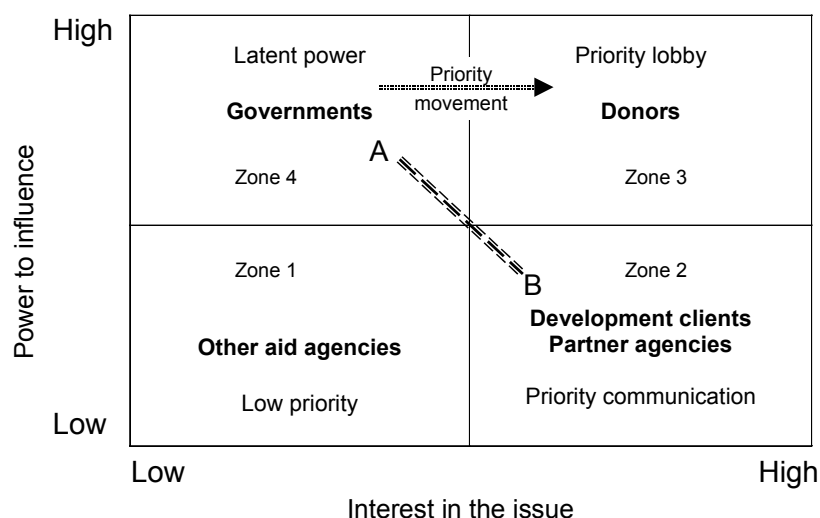 High
Latent power
Priority
movement
Priority lobby
Governments
Donors
A
Zone 4
Zone 3
Power to influence
Zone 1
Zone 2
B
Development clients
Partner agencies
Other aid agencies
Low priority
Priority communication
Low
Low
High
Interest in the issue